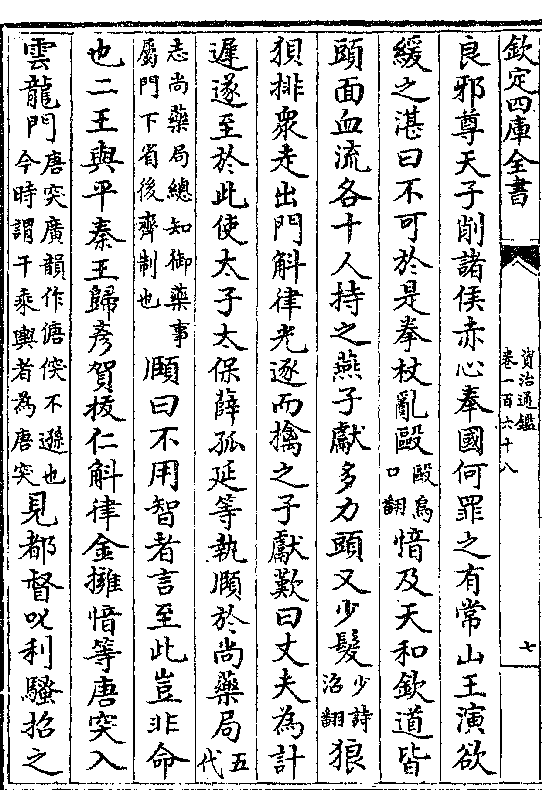 欽定四庫全書
資治通鑑
卷一百六十八
七
良邪尊天子削諸侯赤心奉國何罪之有常山王演欲
緩之湛曰不可於是拳杖亂毆毆烏口翻愔及天和欽道皆
頭面血流各十人持之燕子獻多力頭又少髮少詩沼翻狼
狽排衆走出門斛律光逐而擒之子獻歎曰丈夫為計
遲遂至於此使太子太保薛孤延等執頤於尚藥局五代
志尚藥局總知御藥事屬門下省後齊制也頤曰不用智者言至此豈非命
也二王與平秦王歸彥賀拔仁斛律金擁愔等唐突入
雲龍門唐突廣韻作傏傏不遜也今時謂干乘輿者為唐突見都督叱利騷招之